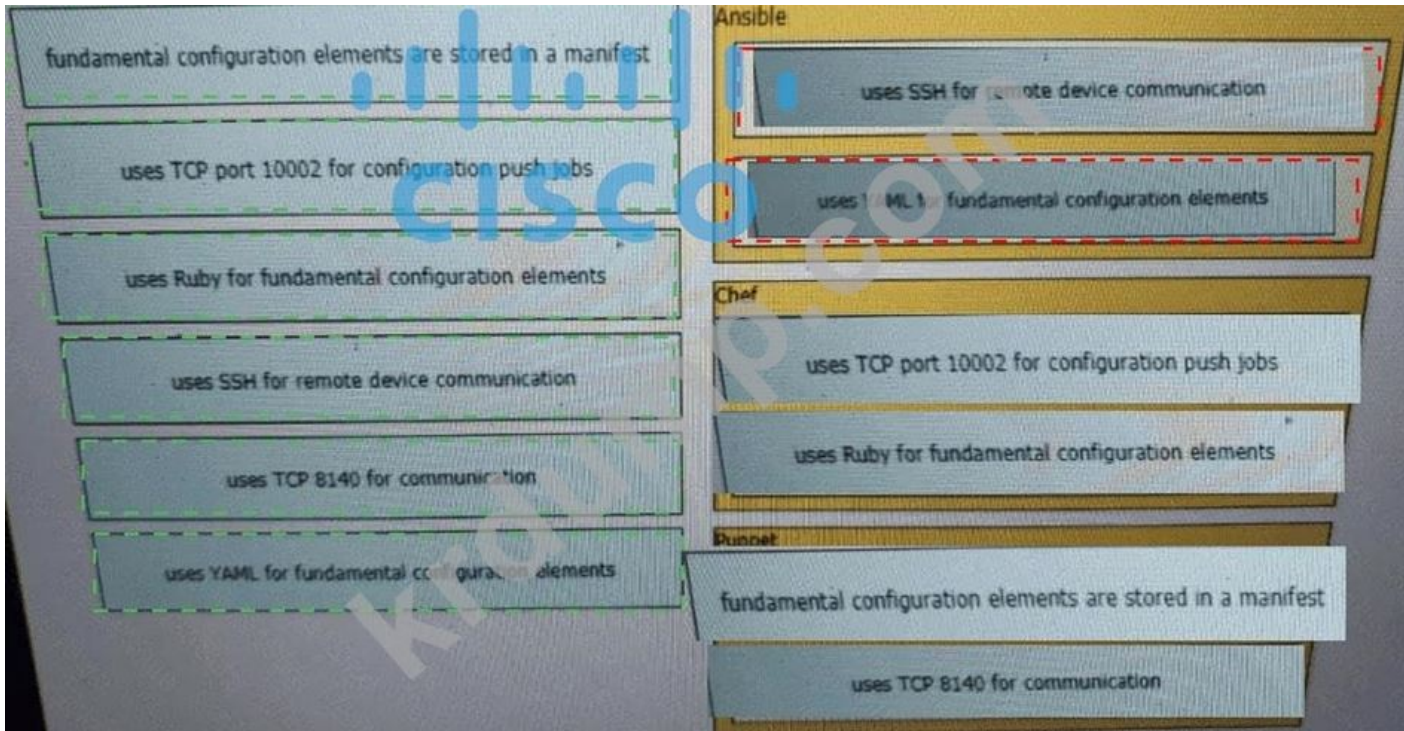 fundamental configuration elements are stored in a manifest
uses TCP port 10002 for configuration push jobs
uses Ruby for fundamental configuration elements
uses SSH for remote device communication
uses TCP 8140 for communication
uses YAML for fundamental configuration elements
CISCO
Ansible
uses SSH for remote device communication
uses YAML for fundamental configuration elements
Chef
uses TCP port 10002 for configuration push jobs
uses Ruby for fundamental configuration elements
Puppet
fundamental configuration elements are stored in a manifest
uses TCP 8140 for communication